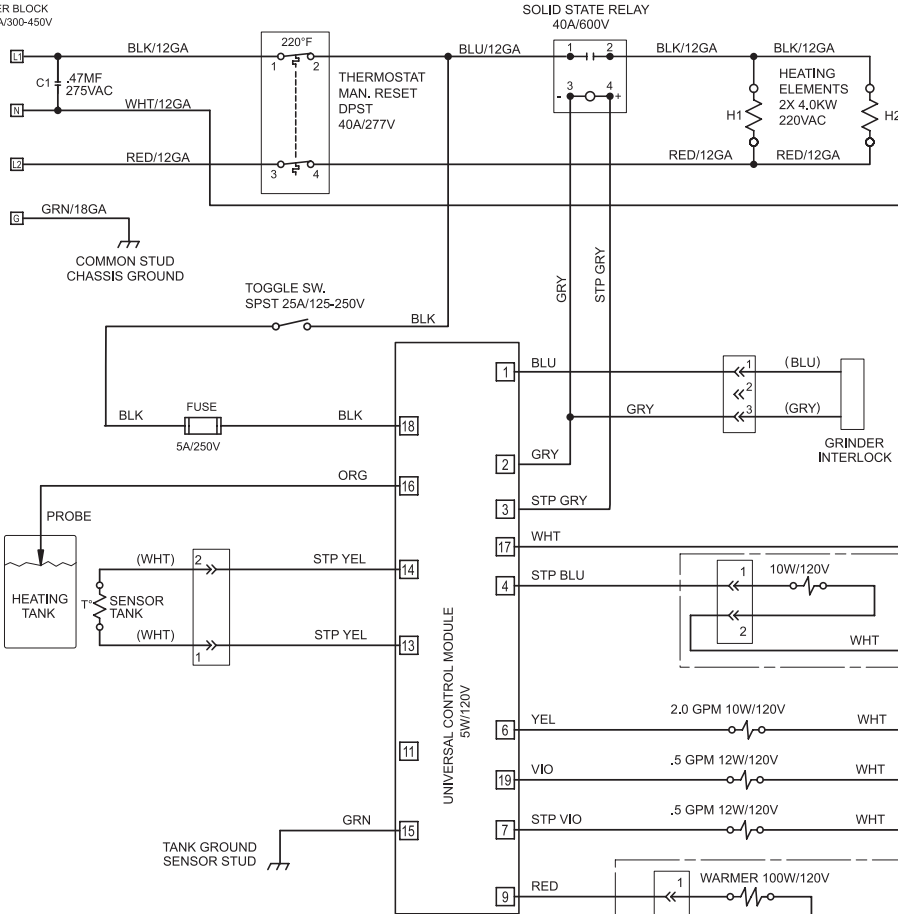 ER BLOCK
A/300-450V
SOLID STATE RELAY
40A/600V
L1
BLK/12GA
220°F
1
2
BLU/12GA
1
2
BLK/12GA
BLK/12GA
C1
.47MF
275VAC
THERMOSTAT
MAN. RESET
DPST
40A/277V
3
4
-
+
HEATING
ELEMENTS
2X 4.0KW
220VAC
H1
H2
N
WHT/12GA
L2
RED/12GA
3
4
RED/12GA
RED/12GA
G
GRN/18GA
COMMON STUD
CHASSIS GROUND
GRY
STP GRY
TOGGLE SW.
SPST 25A/125-250V
BLK
1
BLU
1
(BLU)
2
BLK
FUSE
BLK
18
5A/250V
GRY
3
(GRY)
GRINDER
INTERLOCK
2
GRY
ORG
16
3
STP GRY
PROBE
17
WHT
HEATING
TANK
T°
SENSOR
TANK
(WHT)
2
STP YEL
14
4
STP BLU
1
10W/120V
2
WHT
(WHT)
1
STP YEL
13
UNIVERSAL CONTROL MODULE
5W/120V
6
YEL
2.0 GPM 10W/120V
WHT
11
19
VIO
.5 GPM 12W/120V
WHT
GRN
15
7
STP VIO
.5 GPM 12W/120V
WHT
TANK GROUND
SENSOR STUD
9
RED
1
WARMER 100W/120V